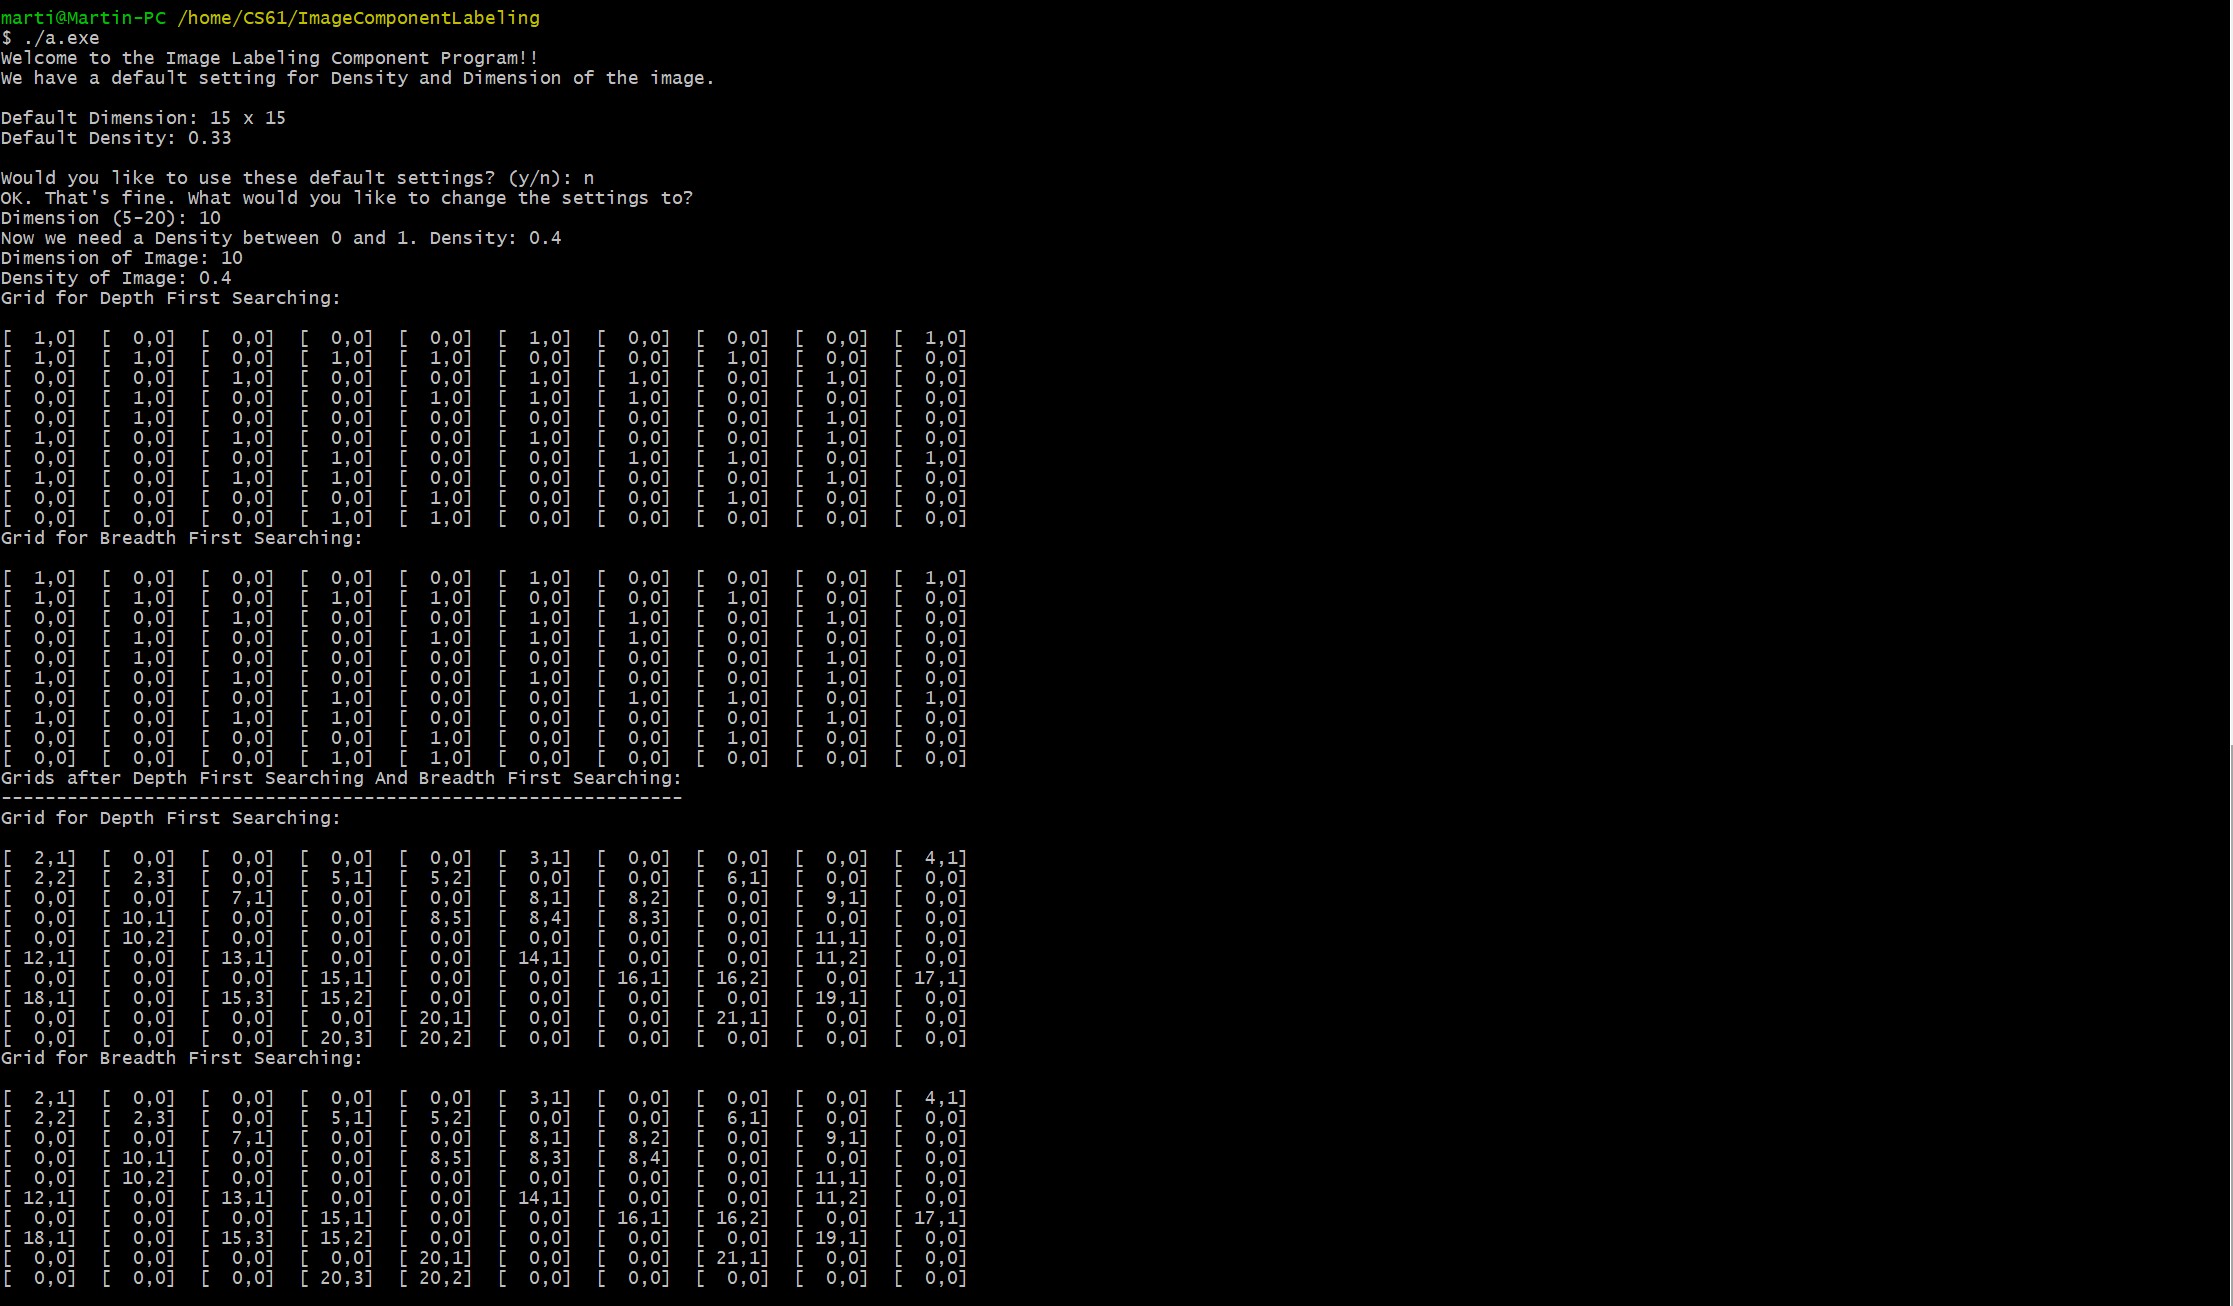 marti@Martin-PC /home/CS61/ImageComponentLabeling
$ ./a.exe
Welcome to the Image Labeling Component Program!!
We have a default setting for Density and Dimension of the image.
Default Dimension: 15 x 15
Default Density: 0.33
Would you like to use these default settings? (y/n): n
OK. That's fine. What would you like to change the settings to?
Dimension (5-20): 10
Now we need a Density between 0 and 1. Density: 0.4
Dimension of Image: 10
Density of Image: 0.4
Grid for Depth First Searching:
[  1,0]  [  0,0]  [  0,0]  [  0,0]  [  0,0]  [  1,0]  [  0,0]  [  0,0]  [  0,0]  [  1,0]
[  1,0]  [  1,0]  [  0,0]  [  1,0]  [  1,0]  [  0,0]  [  0,0]  [  1,0]  [  0,0]  [  0,0]
[  0,0]  [  0,0]  [  1,0]  [  0,0]  [  0,0]  [  1,0]  [  1,0]  [  0,0]  [  1,0]  [  0,0]
[  0,0]  [  1,0]  [  0,0]  [  0,0]  [  1,0]  [  1,0]  [  1,0]  [  0,0]  [  0,0]  [  0,0]
[  0,0]  [  1,0]  [  0,0]  [  0,0]  [  0,0]  [  0,0]  [  0,0]  [  0,0]  [  1,0]  [  0,0]
[  1,0]  [  0,0]  [  1,0]  [  0,0]  [  0,0]  [  1,0]  [  0,0]  [  0,0]  [  1,0]  [  0,0]
[  0,0]  [  0,0]  [  0,0]  [  1,0]  [  0,0]  [  0,0]  [  1,0]  [  1,0]  [  0,0]  [  1,0]
[  1,0]  [  0,0]  [  1,0]  [  1,0]  [  0,0]  [  0,0]  [  0,0]  [  0,0]  [  1,0]  [  0,0]
[  0,0]  [  0,0]  [  0,0]  [  0,0]  [  1,0]  [  0,0]  [  0,0]  [  1,0]  [  0,0]  [  0,0]
[  0,0]  [  0,0]  [  0,0]  [  1,0]  [  1,0]  [  0,0]  [  0,0]  [  0,0]  [  0,0]  [  0,0]
Grid for Breadth First Searching:
[  1,0]  [  0,0]  [  0,0]  [  0,0]  [  0,0]  [  1,0]  [  0,0]  [  0,0]  [  0,0]  [  1,0]
[  1,0]  [  1,0]  [  0,0]  [  1,0]  [  1,0]  [  0,0]  [  0,0]  [  1,0]  [  0,0]  [  0,0]
[  0,0]  [  0,0]  [  1,0]  [  0,0]  [  0,0]  [  1,0]  [  1,0]  [  0,0]  [  1,0]  [  0,0]
[  0,0]  [  1,0]  [  0,0]  [  0,0]  [  1,0]  [  1,0]  [  1,0]  [  0,0]  [  0,0]  [  0,0]
[  0,0]  [  1,0]  [  0,0]  [  0,0]  [  0,0]  [  0,0]  [  0,0]  [  0,0]  [  1,0]  [  0,0]
[  1,0]  [  0,0]  [  1,0]  [  0,0]  [  0,0]  [  1,0]  [  0,0]  [  0,0]  [  1,0]  [  0,0]
[  0,0]  [  0,0]  [  0,0]  [  1,0]  [  0,0]  [  0,0]  [  1,0]  [  1,0]  [  0,0]  [  1,0]
[  1,0]  [  0,0]  [  1,0]  [  1,0]  [  0,0]  [  0,0]  [  0,0]  [  0,0]  [  1,0]  [  0,0]
[  0,0]  [  0,0]  [  0,0]  [  0,0]  [  1,0]  [  0,0]  [  0,0]  [  1,0]  [  0,0]  [  0,0]
[  0,0]  [  0,0]  [  0,0]  [  1,0]  [  1,0]  [  0,0]  [  0,0]  [  0,0]  [  0,0]  [  0,0]
Grids after Depth First Searching And Breadth First Searching:
--------------------------------------------------------------
Grid for Depth First Searching:
[  2,1]  [  0,0]  [  0,0]  [  0,0]  [  0,0]  [  3,1]  [  0,0]  [  0,0]  [  0,0]  [  4,1]
[  2,2]  [  2,3]  [  0,0]  [  5,1]  [  5,2]  [  0,0]  [  0,0]  [  6,1]  [  0,0]  [  0,0]
[  0,0]  [  0,0]  [  7,1]  [  0,0]  [  0,0]  [  8,1]  [  8,2]  [  0,0]  [  9,1]  [  0,0]
[  0,0]  [ 10,1]  [  0,0]  [  0,0]  [  8,5]  [  8,4]  [  8,3]  [  0,0]  [  0,0]  [  0,0]
[  0,0]  [ 10,2]  [  0,0]  [  0,0]  [  0,0]  [  0,0]  [  0,0]  [  0,0]  [ 11,1]  [  0,0]
[ 12,1]  [  0,0]  [ 13,1]  [  0,0]  [  0,0]  [ 14,1]  [  0,0]  [  0,0]  [ 11,2]  [  0,0]
[  0,0]  [  0,0]  [  0,0]  [ 15,1]  [  0,0]  [  0,0]  [ 16,1]  [ 16,2]  [  0,0]  [ 17,1]
[ 18,1]  [  0,0]  [ 15,3]  [ 15,2]  [  0,0]  [  0,0]  [  0,0]  [  0,0]  [ 19,1]  [  0,0]
[  0,0]  [  0,0]  [  0,0]  [  0,0]  [ 20,1]  [  0,0]  [  0,0]  [ 21,1]  [  0,0]  [  0,0]
[  0,0]  [  0,0]  [  0,0]  [ 20,3]  [ 20,2]  [  0,0]  [  0,0]  [  0,0]  [  0,0]  [  0,0]
Grid for Breadth First Searching:
[  2,1]  [  0,0]  [  0,0]  [  0,0]  [  0,0]  [  3,1]  [  0,0]  [  0,0]  [  0,0]  [  4,1]
[  2,2]  [  2,3]  [  0,0]  [  5,1]  [  5,2]  [  0,0]  [  0,0]  [  6,1]  [  0,0]  [  0,0]
[  0,0]  [  0,0]  [  7,1]  [  0,0]  [  0,0]  [  8,1]  [  8,2]  [  0,0]  [  9,1]  [  0,0]
[  0,0]  [ 10,1]  [  0,0]  [  0,0]  [  8,5]  [  8,3]  [  8,4]  [  0,0]  [  0,0]  [  0,0]
[  0,0]  [ 10,2]  [  0,0]  [  0,0]  [  0,0]  [  0,0]  [  0,0]  [  0,0]  [ 11,1]  [  0,0]
[ 12,1]  [  0,0]  [ 13,1]  [  0,0]  [  0,0]  [ 14,1]  [  0,0]  [  0,0]  [ 11,2]  [  0,0]
[  0,0]  [  0,0]  [  0,0]  [ 15,1]  [  0,0]  [  0,0]  [ 16,1]  [ 16,2]  [  0,0]  [ 17,1]
[ 18,1]  [  0,0]  [ 15,3]  [ 15,2]  [  0,0]  [  0,0]  [  0,0]  [  0,0]  [ 19,1]  [  0,0]
[  0,0]  [  0,0]  [  0,0]  [  0,0]  [ 20,1]  [  0,0]  [  0,0]  [ 21,1]  [  0,0]  [  0,0]
[  0,0]  [  0,0]  [  0,0]  [ 20,3]  [ 20,2]  [  0,0]  [  0,0]  [  0,0]  [  0,0]  [  0,0]